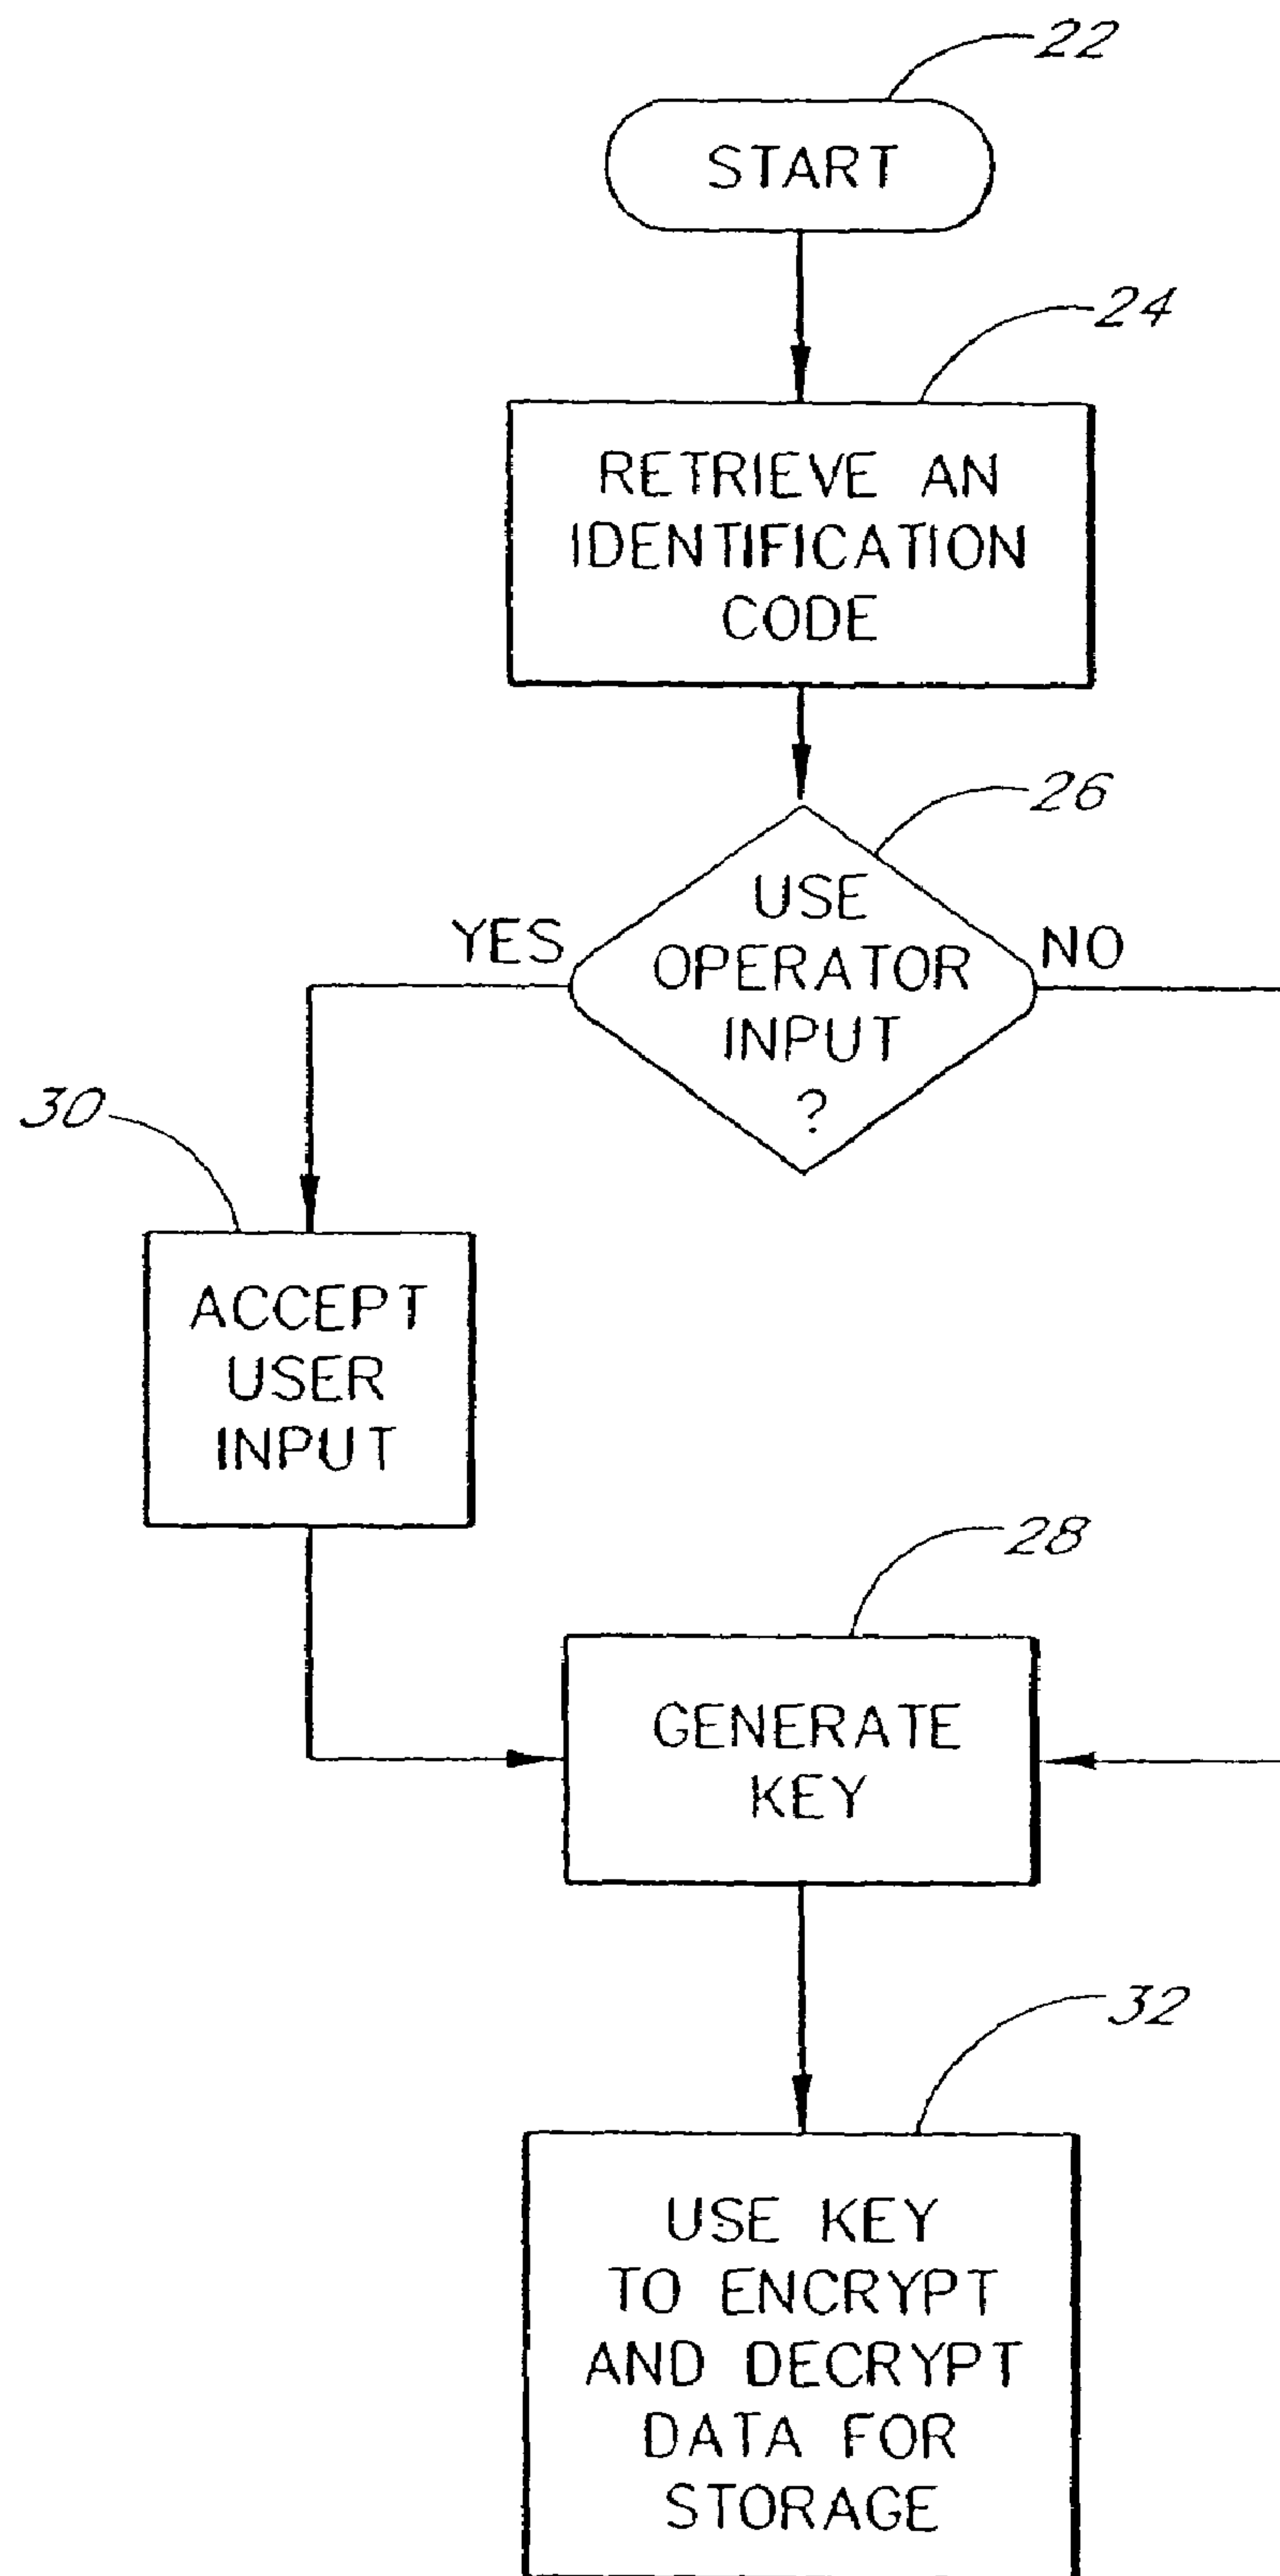 22
START
24
RETRIEVE AN
IDENTIFICATION
CODE
26
USE
OPERATOR
INPUT
?
YES
NO
30
ACCEPT
USER
INPUT
28
GENERATE
KEY
32
USE KEY
TO ENCRYPT
AND DECRYPT
DATA FOR
STORAGE